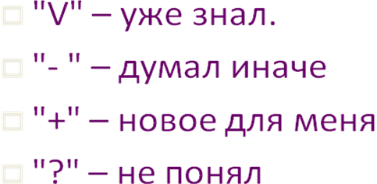 "V" – уже знал.
"- " – думал иначе
"+" – новое для меня
"?" – не понял